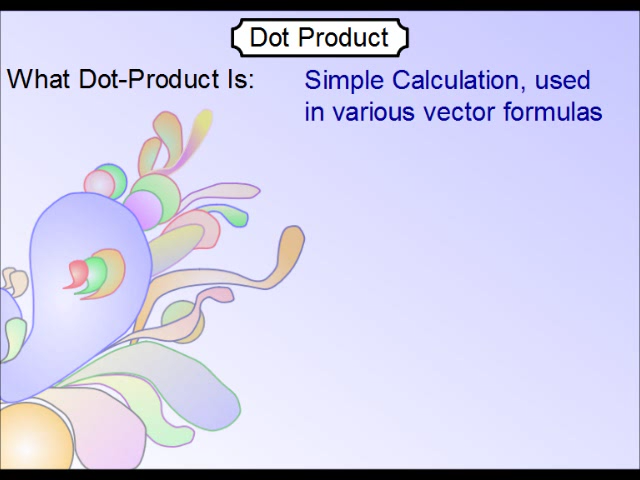 Dot Product
What Dot-Product Is:
Simple Calculation, used
in various vector formulas